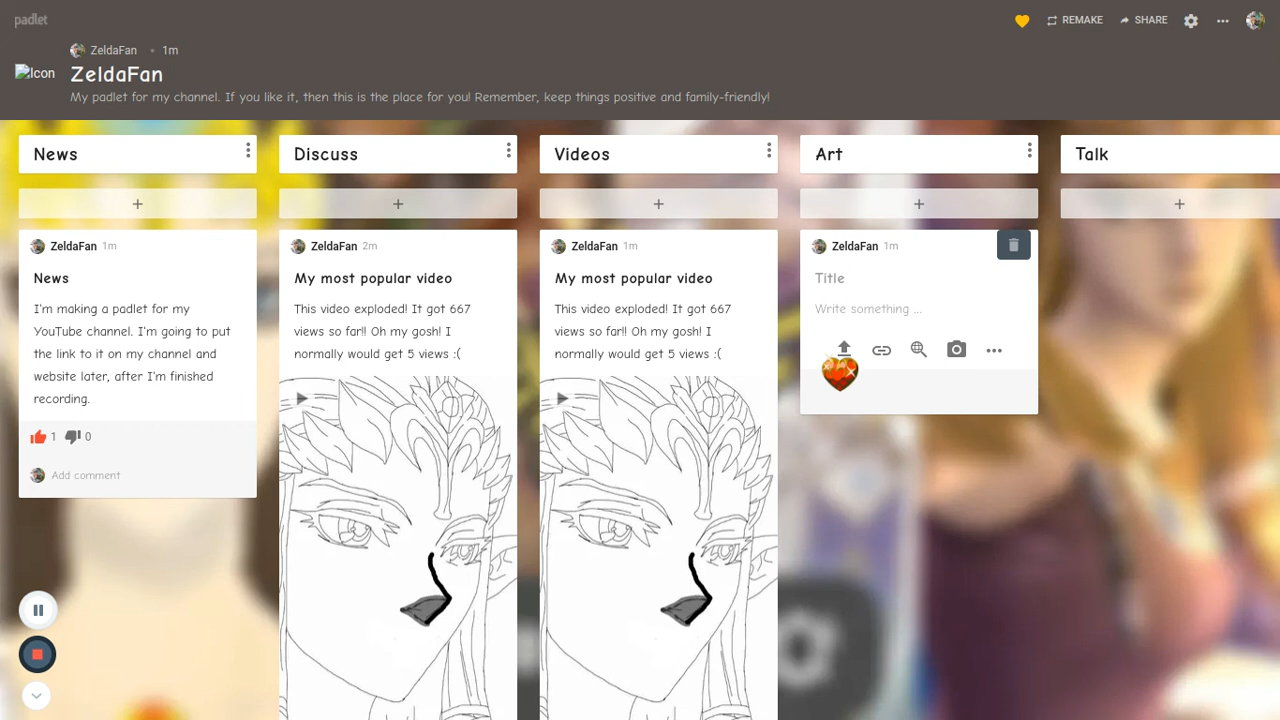 padlet
REMAKE
SHARE
ZeldaFan • 1m
Icon
ZeldaFan
My padlet for my channel. If you like it, then this is the place for you! Remember, keep things positive and family-friendly!
News
Discuss
Videos
Art
Talk
ZeldaFan 1m
News
I'm making a padlet for my
YouTube channel. I'm going to put
the link to it on my channel and
website later, after I'm finished
recording.
1 0
Add comment
ZeldaFan 2m
My most popular video
This video exploded! It got 667
views so far!! Oh my gosh! I
normally would get 5 views :(
ZeldaFan 1m
My most popular video
This video exploded! It got 667
views so far!! Oh my gosh! I
normally would get 5 views :(
ZeldaFan 1m
Title
Write something ...